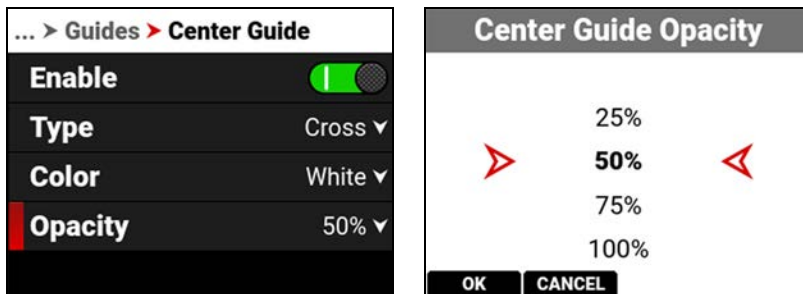 ... > Guides > Center Guide
Enable
Type Cross
Color White
Opacity 50%
Center Guide Opacity
25%
50%
75%
100%
OK CANCEL